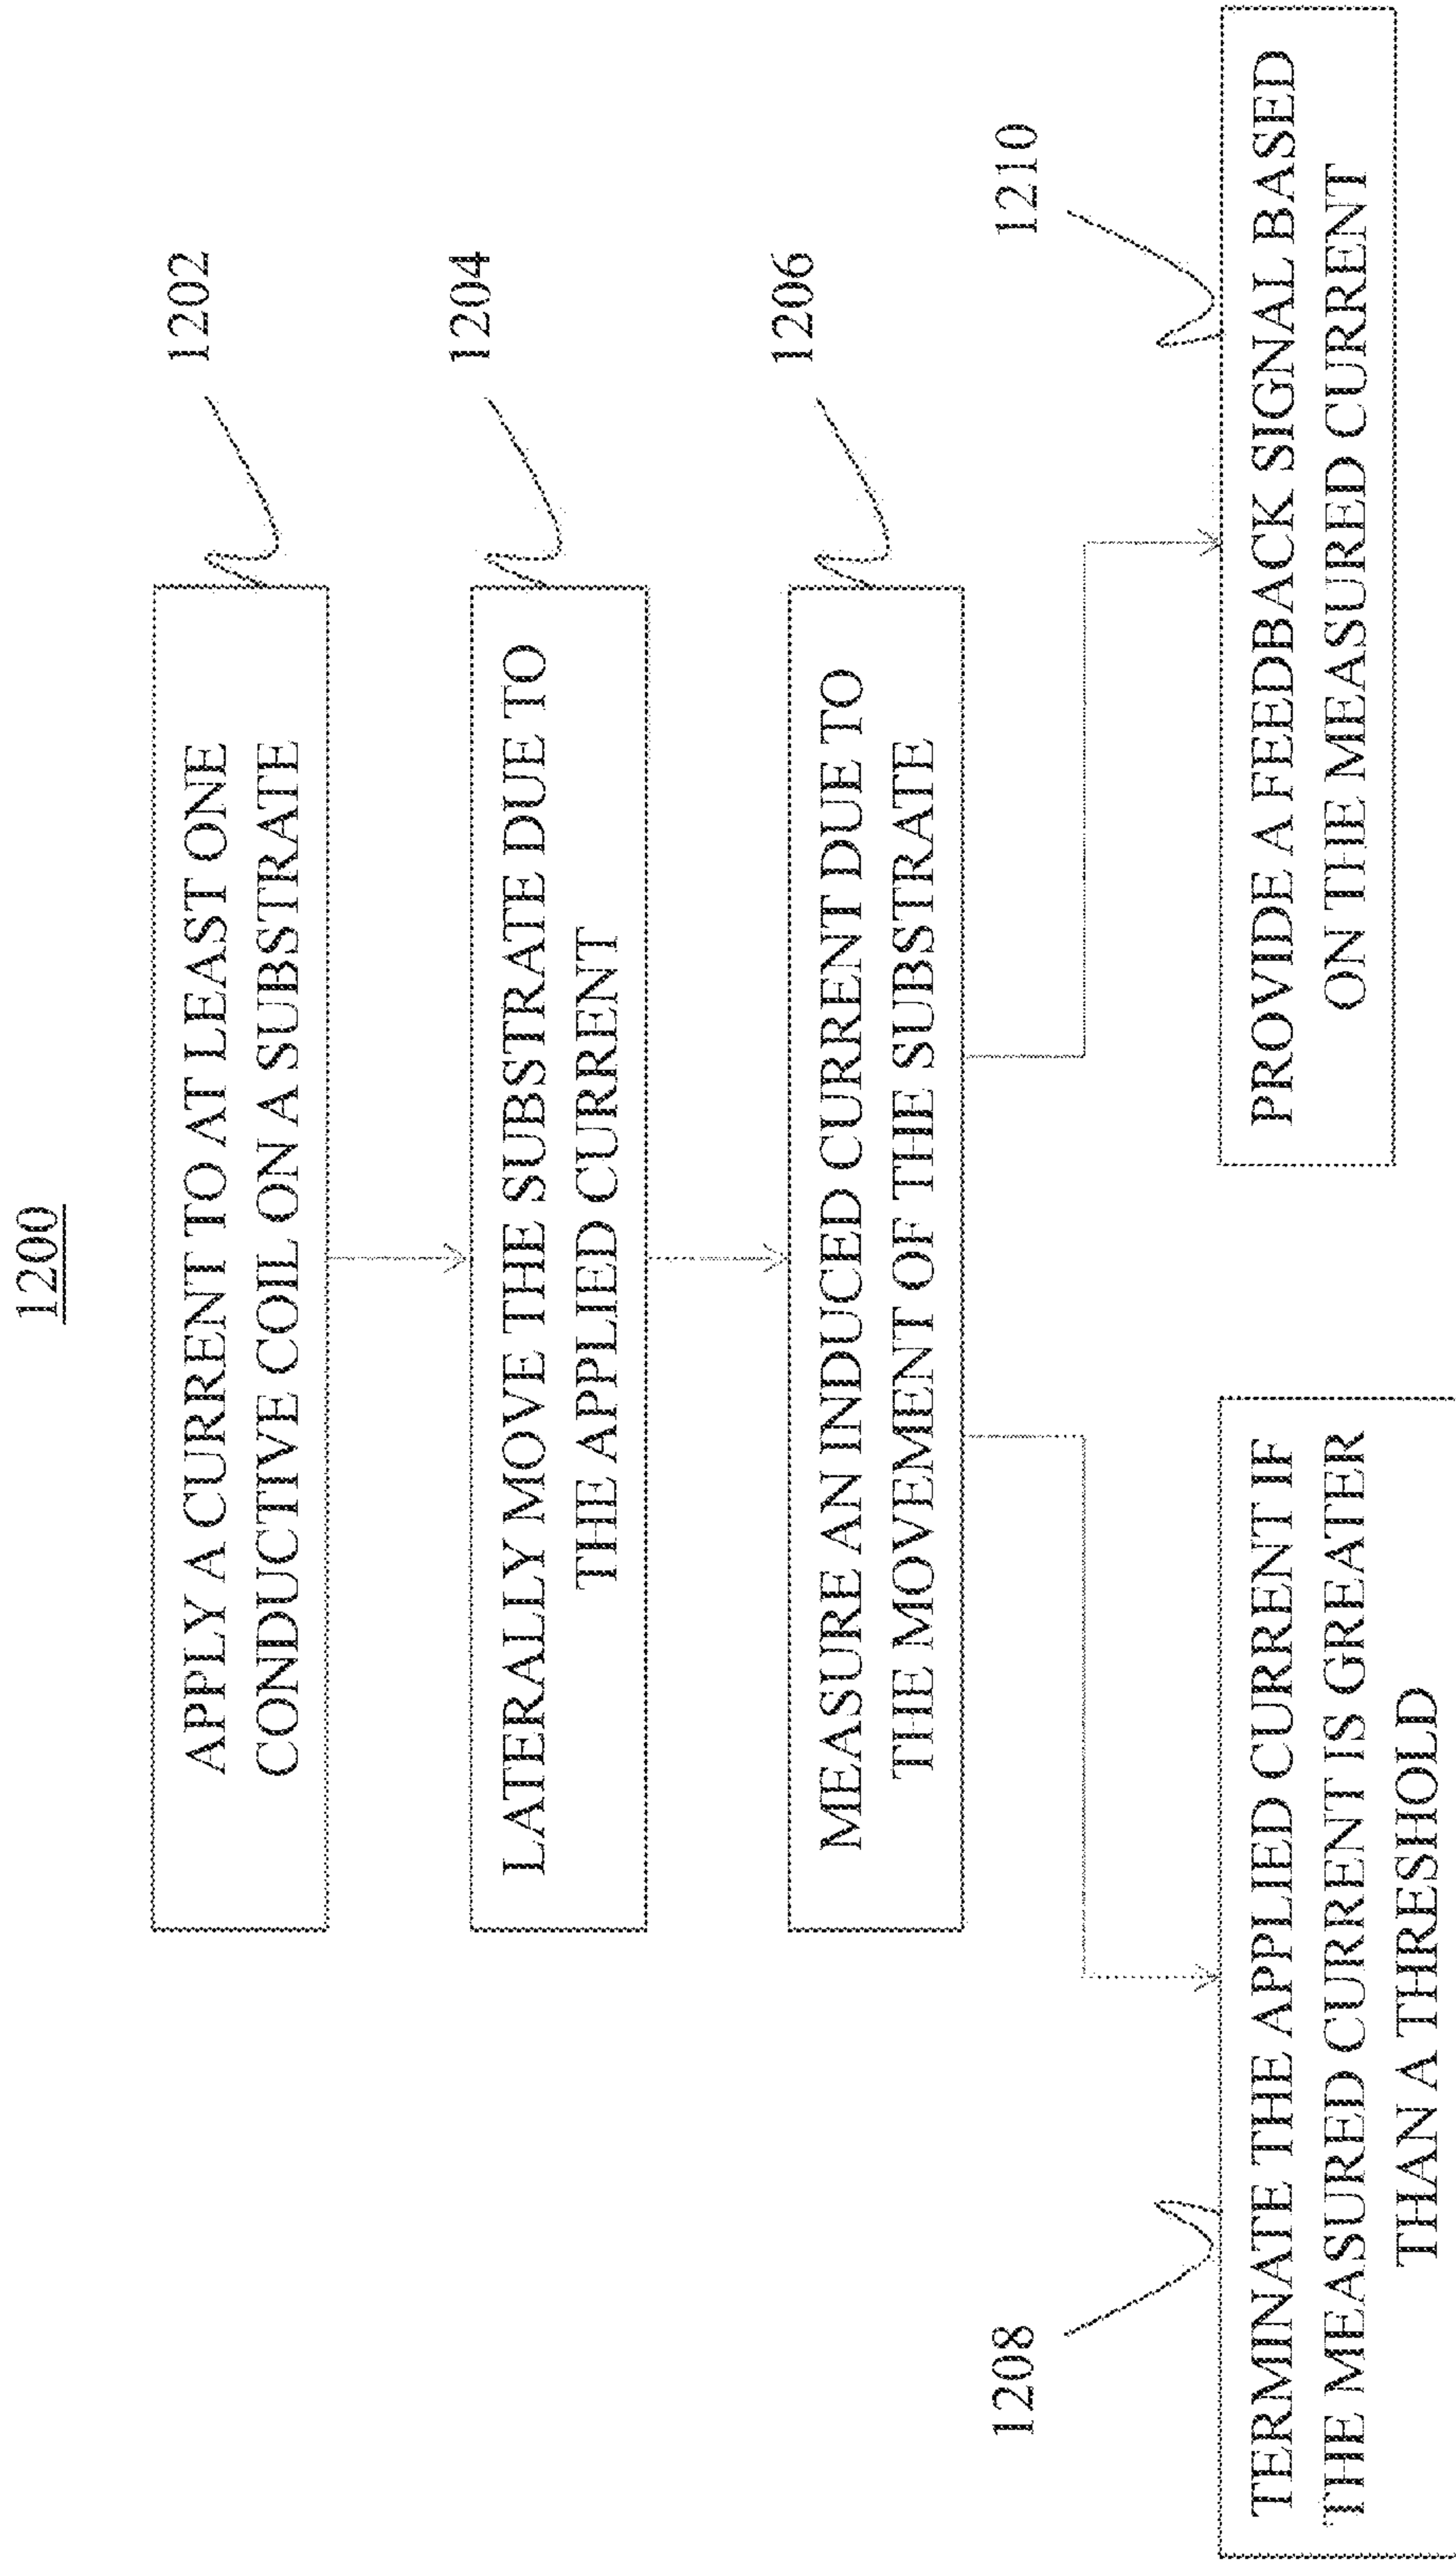 1200
APPLY A CURRENT TO AT LEAST ONE
CONDUCTIVE COIL ON A SUBSTRATE
1202
LATERALLY MOVE THE SUBSTRATE DUE TO
THE APPLIED CURRENT
1204
MEASURE AN INDUCED CURRENT DUE TO
THE MOVEMENT OF THE SUBSTRATE
1206
1208
TERMINATE THE APPLIED CURRENT IF
THE MEASURED CURRENT IS GREATER
THAN A THRESHOLD
1210
PROVIDE A FEEDBACK SIGNAL BASED
ON THE MEASURED CURRENT